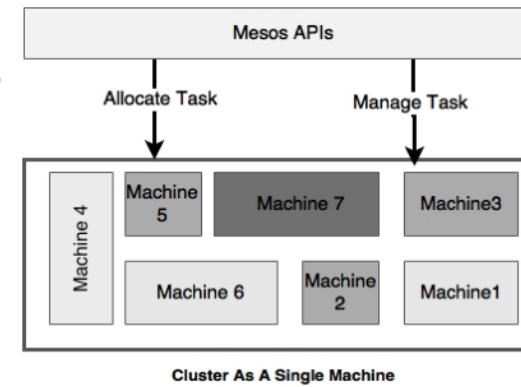 Mesos APIs
Allocate Task
Manage Task
Machine 4
Machine
5
Machine 7
Machine3
Machine 6
Machine
2
Machine1
Cluster As A Single Machine